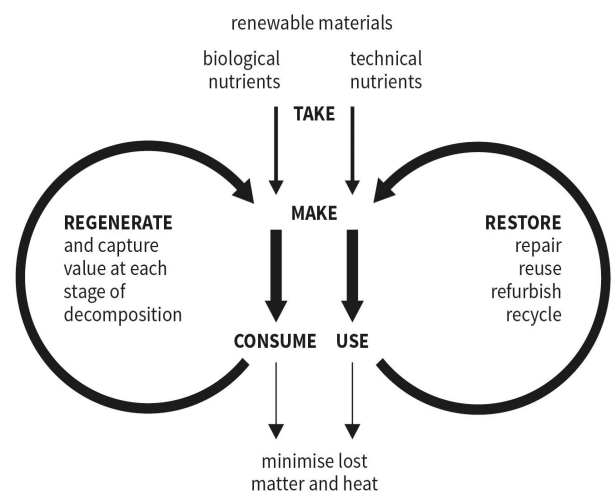 renewable materials
biological
nutrients
technical
nutrients
TAKE
MAKE
REGENERATE
and capture
value at each
stage of
decomposition
RESTORE
repair
reuse
refurbish
recycle
CONSUME USE
minimise lost
matter and heat